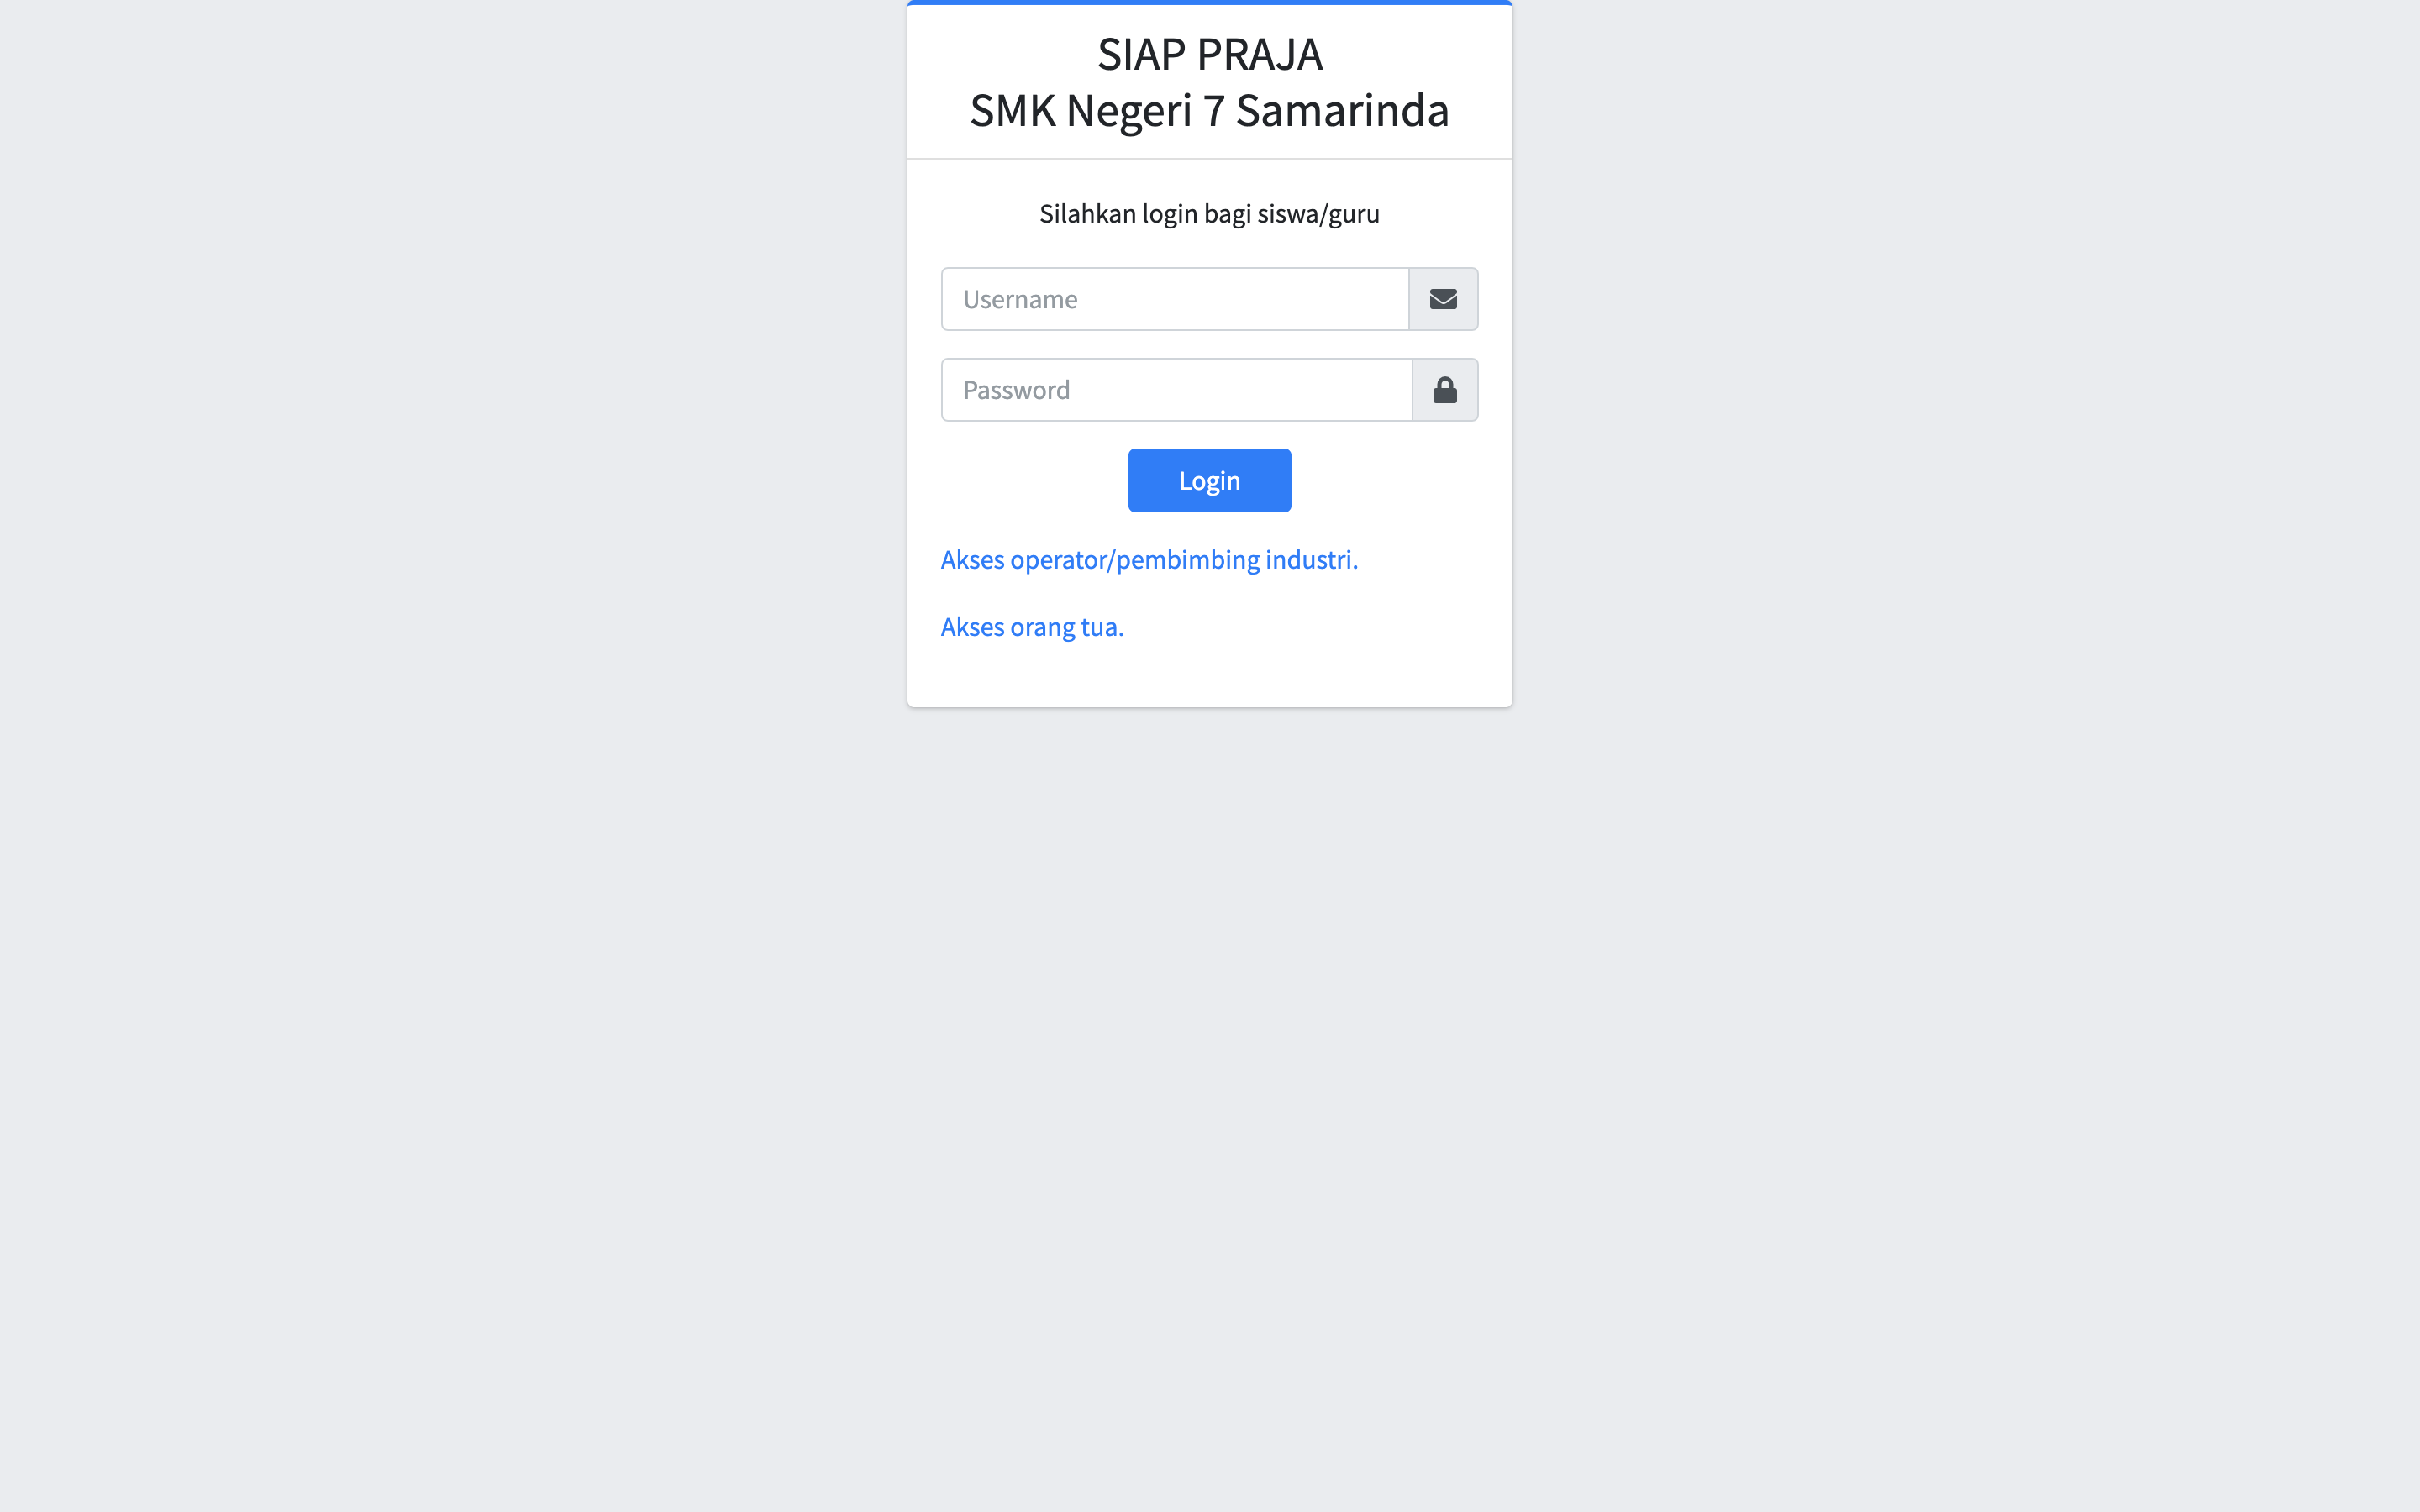 SIAP PRAJA
SMK Negeri 7 Samarinda
Silahkan login bagi siswa/guru
Username
Password
Login
Akses operator/pembimbing industri.
Akses orang tua.